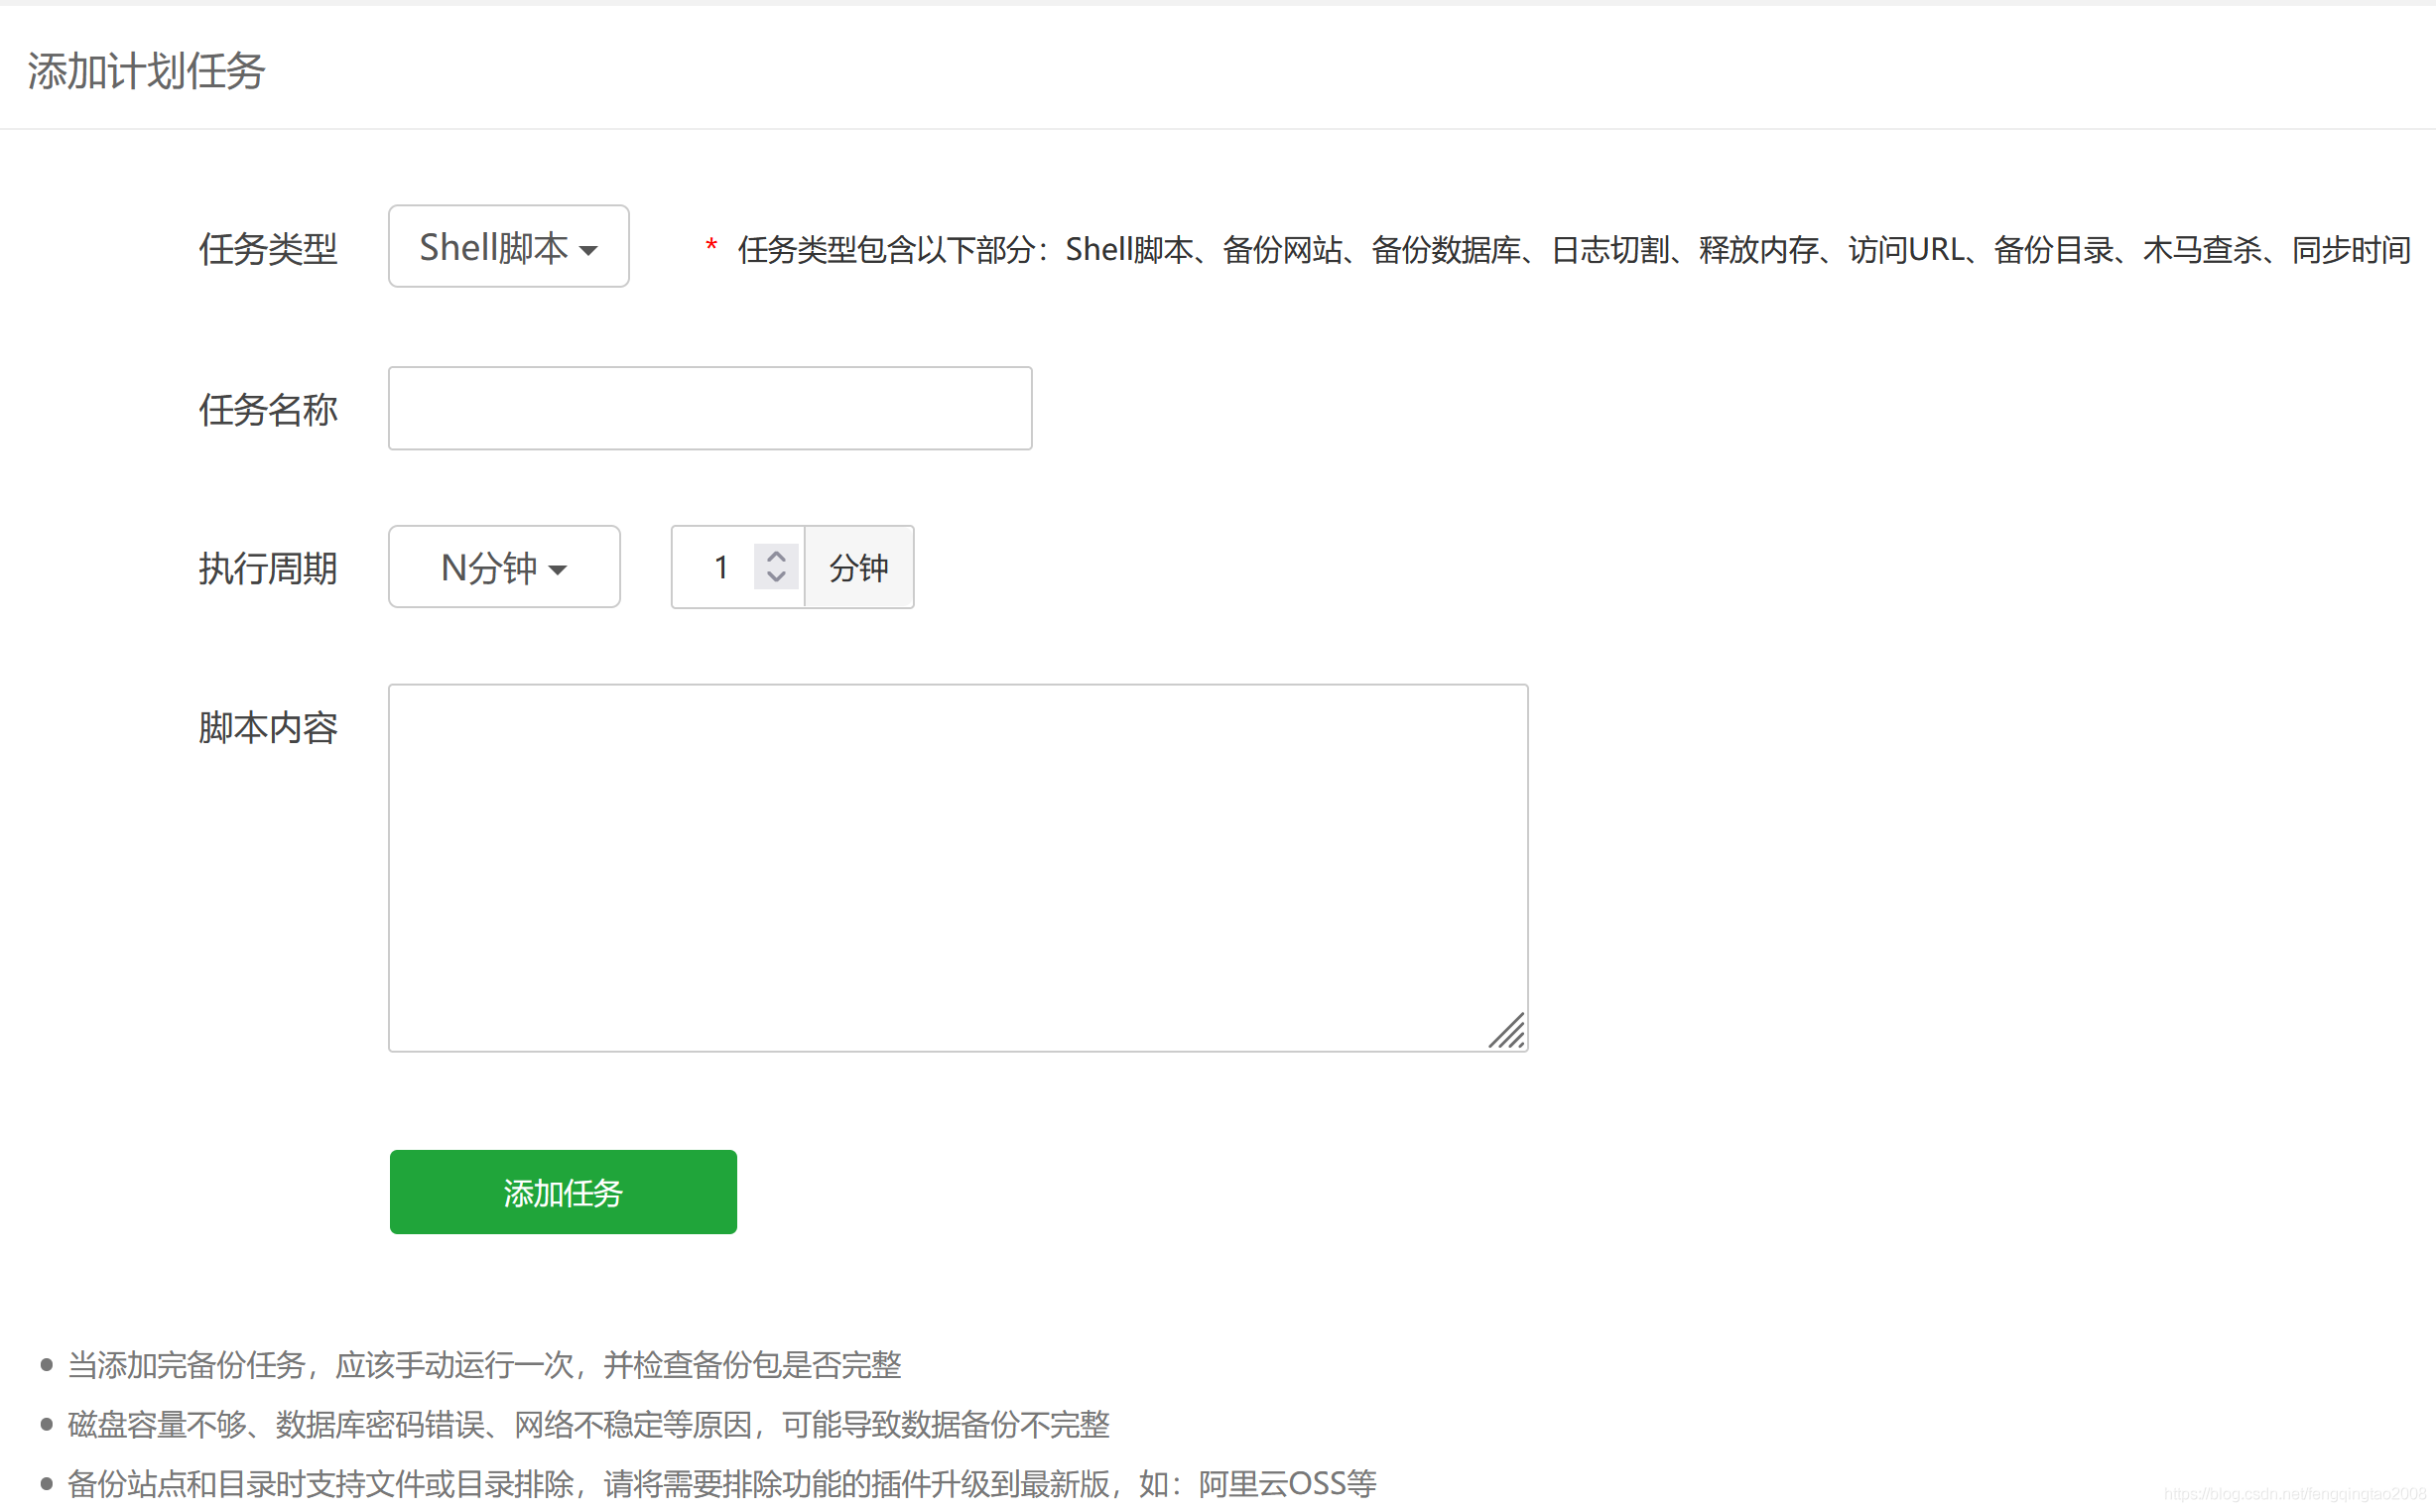 添加计划任务
任务类型 Shell脚本 * 任务类型包含以下部分：Shell脚本、备份网站、备份数据库、日志切割、释放内存、访问URL、备份目录、木马查杀、同步时间
任务名称
执行周期 N分钟 1 分钟
脚本内容
添加任务
当添加完备份任务，应该手动运行一次，并检查备份包是否完整
磁盘容量不够、数据库密码错误、网络不稳定等原因，可能导致数据备份不完整
备份站点和目录时支持文件或目录排除，请将需要排除功能的插件升级到最新版，如：阿里云OSS等
https://blog.csdn.net/fengqingtao2008